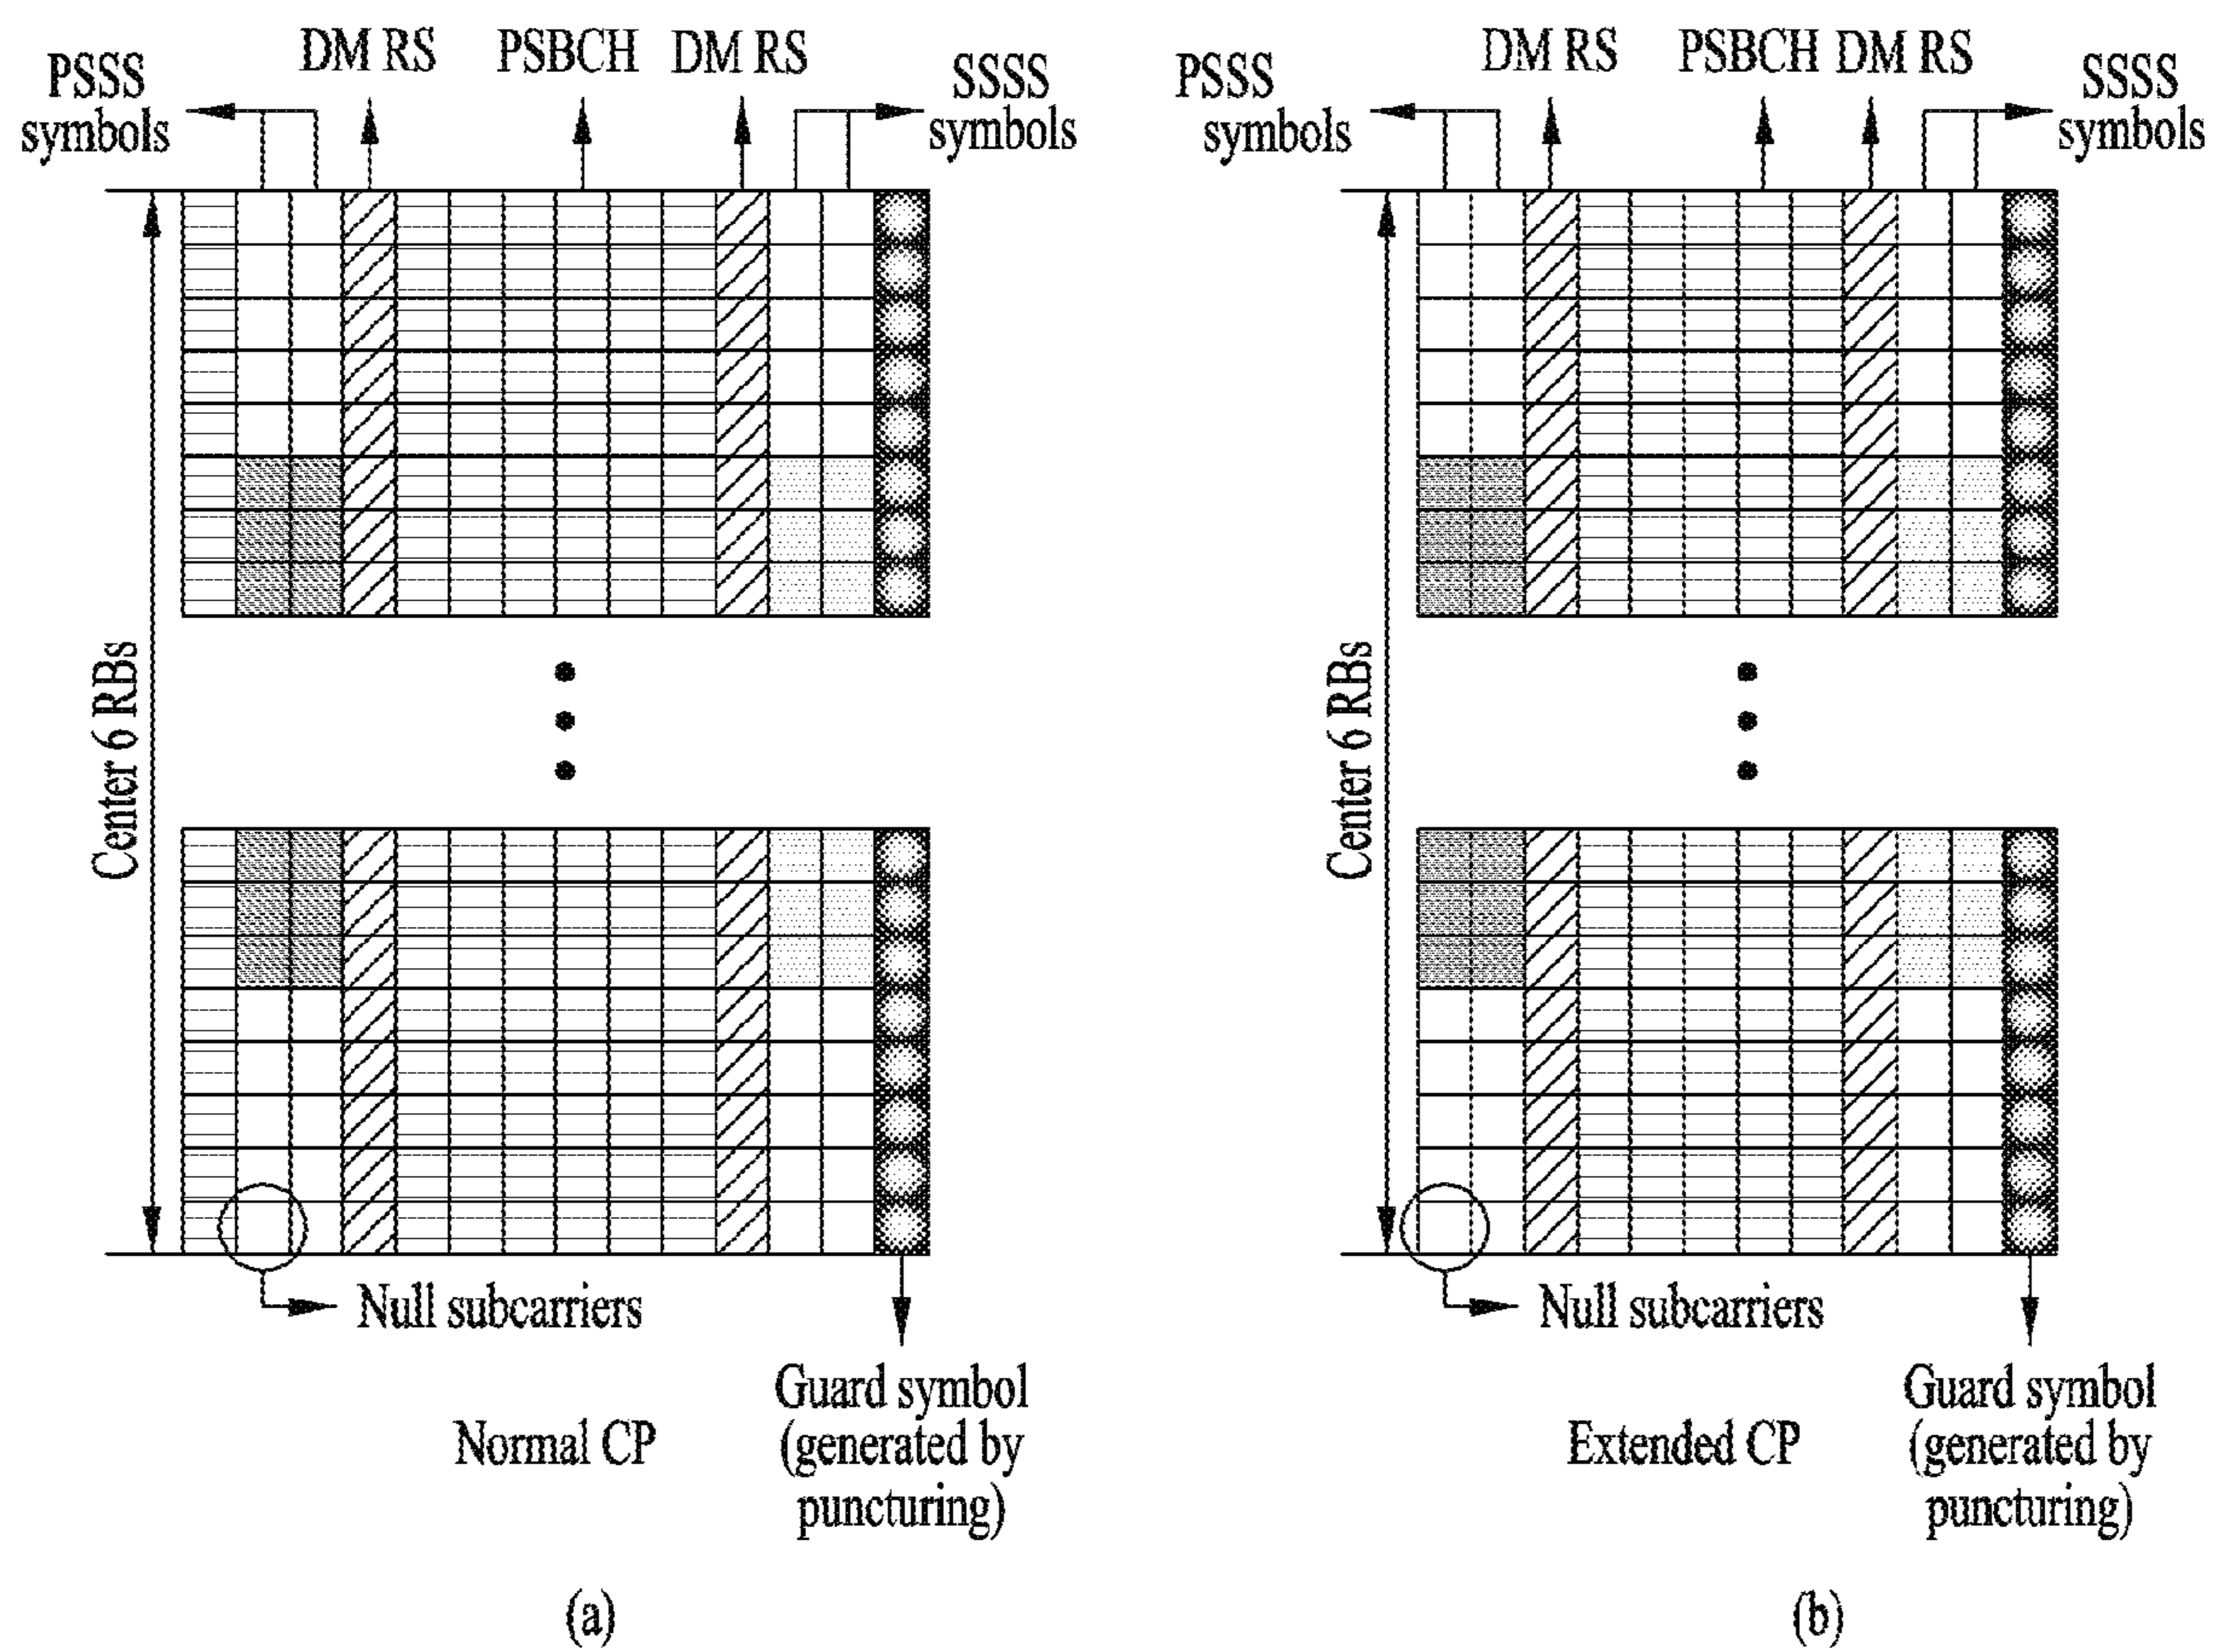 DM RS PSBCH DM RS
PSSS
symbols
SSSS
symbols
Center 6 RBs
Null subcarriers
Guard symbol
(generated by
puncturing)
Normal CP
(a)
DM RS PSBCH DM RS
PSSS
symbols
SSSS
symbols
Center 6 RBs
Null subcarriers
Guard symbol
(generated by
puncturing)
Extended CP
(b)